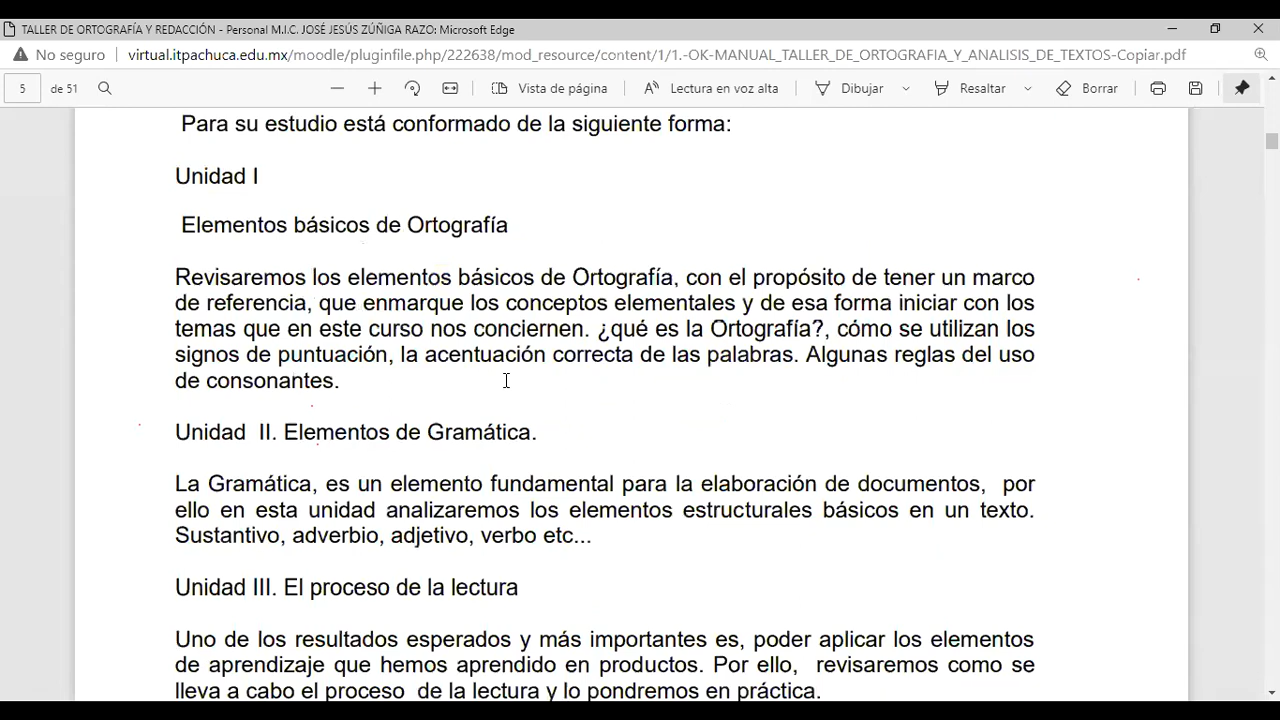 TALLER DE ORTOGRAFÍA Y REDACCIÓN - Personal M.I.C. JOSÉ JESÚS ZÚÑIGA RAZO: Microsoft Edge
No seguro virtual.itpachuca.edu.mx/moodle/pluginfile.php/222638/mod_resource/content/1/1.-OK-MANUAL_TALLER_DE_ORTOGRAFIA_Y_ANALISIS_DE_TEXTOS-Copiar.pdf
5 de 51 Vista de página Lectura en voz alta Dibujar Resaltar Borrar
Para su estudio está conformado de la siguiente forma:
Unidad I
Elementos básicos de Ortografía
Revisaremos los elementos básicos de Ortografía, con el propósito de tener un marco
de referencia, que enmarque los conceptos elementales y de esa forma iniciar con los
temas que en este curso nos conciernen. ¿qué es la Ortografía?, cómo se utilizan los
signos de puntuación, la acentuación correcta de las palabras. Algunas reglas del uso
de consonantes.
Unidad II. Elementos de Gramática.
La Gramática, es un elemento fundamental para la elaboración de documentos, por
ello en esta unidad analizaremos los elementos estructurales básicos en un texto.
Sustantivo, adverbio, adjetivo, verbo etc...
Unidad III. El proceso de la lectura
Uno de los resultados esperados y más importantes es, poder aplicar los elementos
de aprendizaje que hemos aprendido en productos. Por ello, revisaremos como se
lleva a cabo el proceso de la lectura y lo pondremos en práctica.